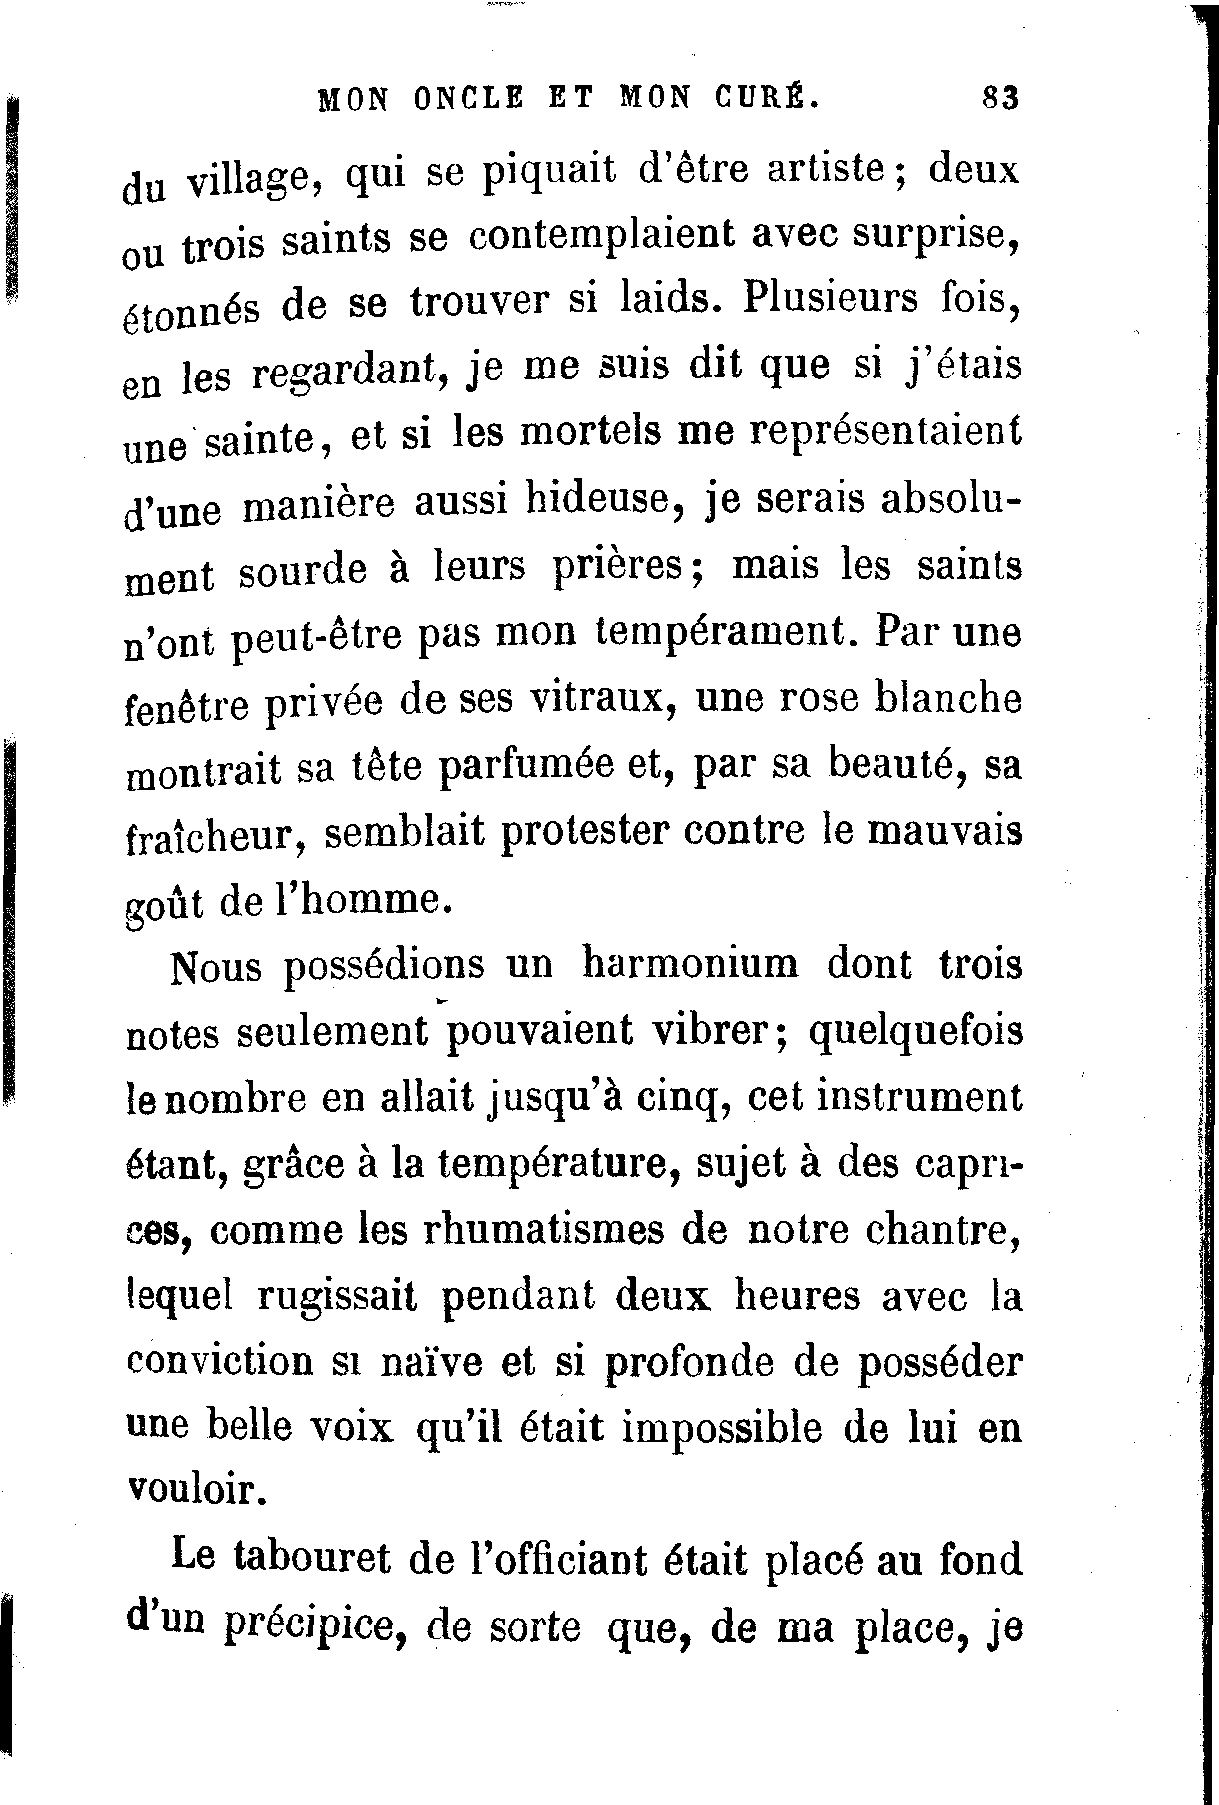 MON ONCLE ET MON CURÉ. 83
du village, qui se piquait d'être artiste ; deux
ou trois saints se contemplaient avec surprise,
étonnés de se trouver si laids. Plusieurs fois,
en les regardant, je me suis dit que si j'étais
une sainte, et si les mortels me représentaient
d'une manière aussi hideuse, je serais absolu-
ment sourde à leurs prières ; mais les saints
n'ont peut-être pas mon tempérament. Par une
fenêtre privée de ses vitraux, une rose blanche
montrait sa tête parfumée et, par sa beauté, sa
fraîcheur, semblait protester contre le mauvais
goût de l'homme.
Nous possédions un harmonium dont trois
notes seulement pouvaient vibrer ; quelquefois
le nombre en allait jusqu'à cinq, cet instrument
étant, grâce à la température, sujet à des capri-
ces, comme les rhumatismes de notre chantre,
lequel rugissait pendant deux heures avec la
conviction si naïve et si profonde de posséder
une belle voix qu'il était impossible de lui en
vouloir.
Le tabouret de l'officiant était placé au fond
d'un précipice, de sorte que, de ma place, je